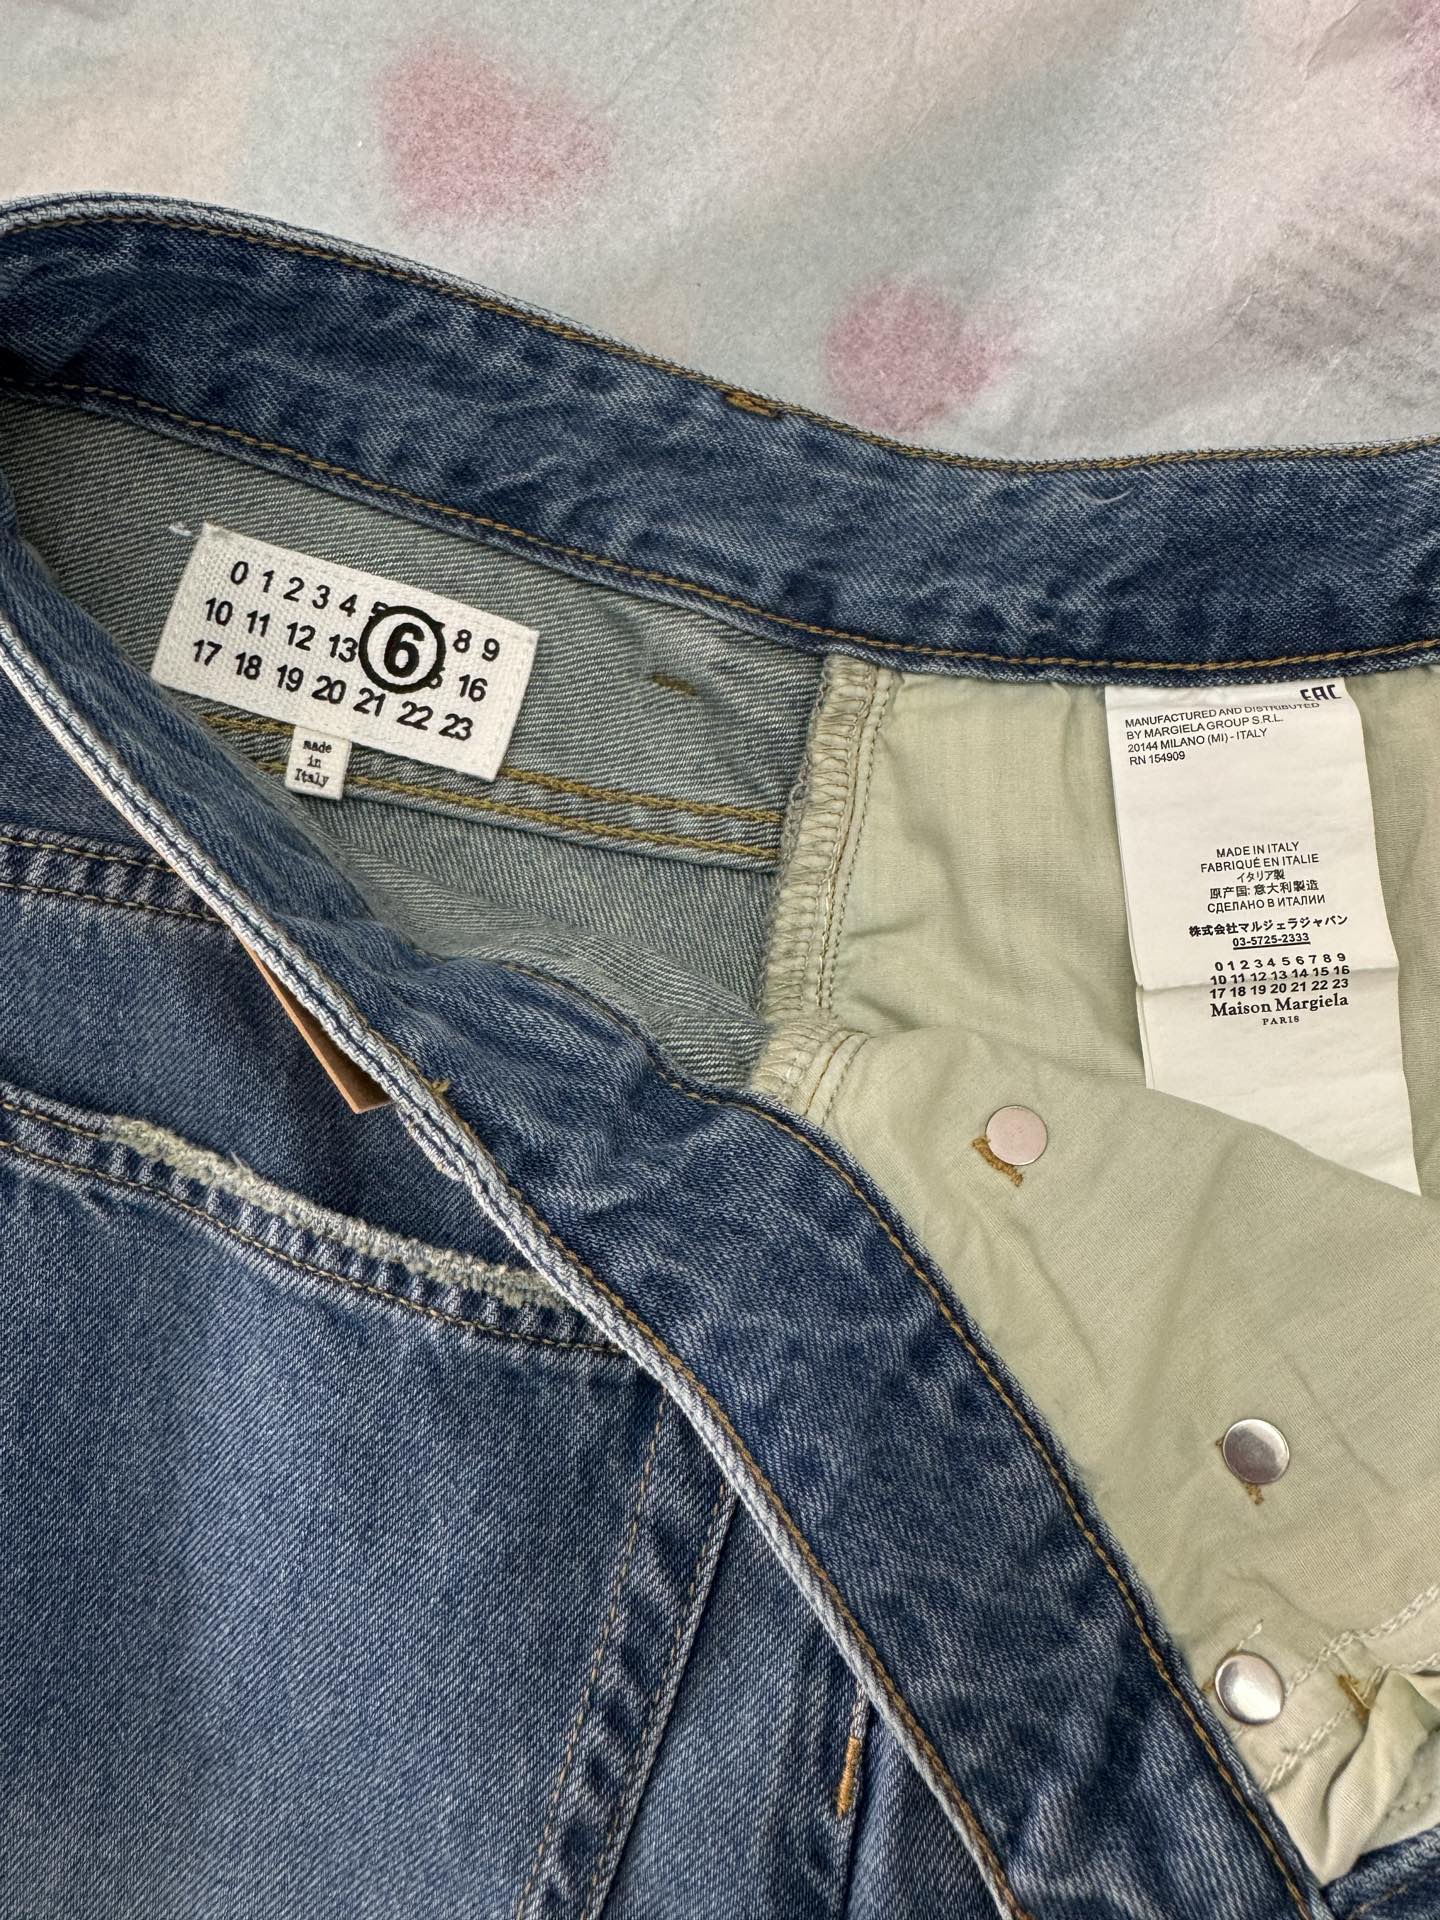 0 1 2 3 4 5 8 9
10 11 12 13 6 16
17 18 19 20 21 22 23
made
in
Italy
EAC
MANUFACTURED AND DISTRIBUTED
BY MARGIELA GROUP S.R.L.
20144 MILANO (MI) - ITALY
RN 154909
MADE IN ITALY
FABRIQUÉ EN ITALIE
イタリア製
原产国: 意大利製造
СДЕЛАНО В ИТАЛИИ
株式会社マルジェラジャパン
03-5725-2333
0 1 2 3 4 5 6 7 8 9
10 11 12 13 14 15 16
17 18 19 20 21 22 23
Maison Margiela
PARIS